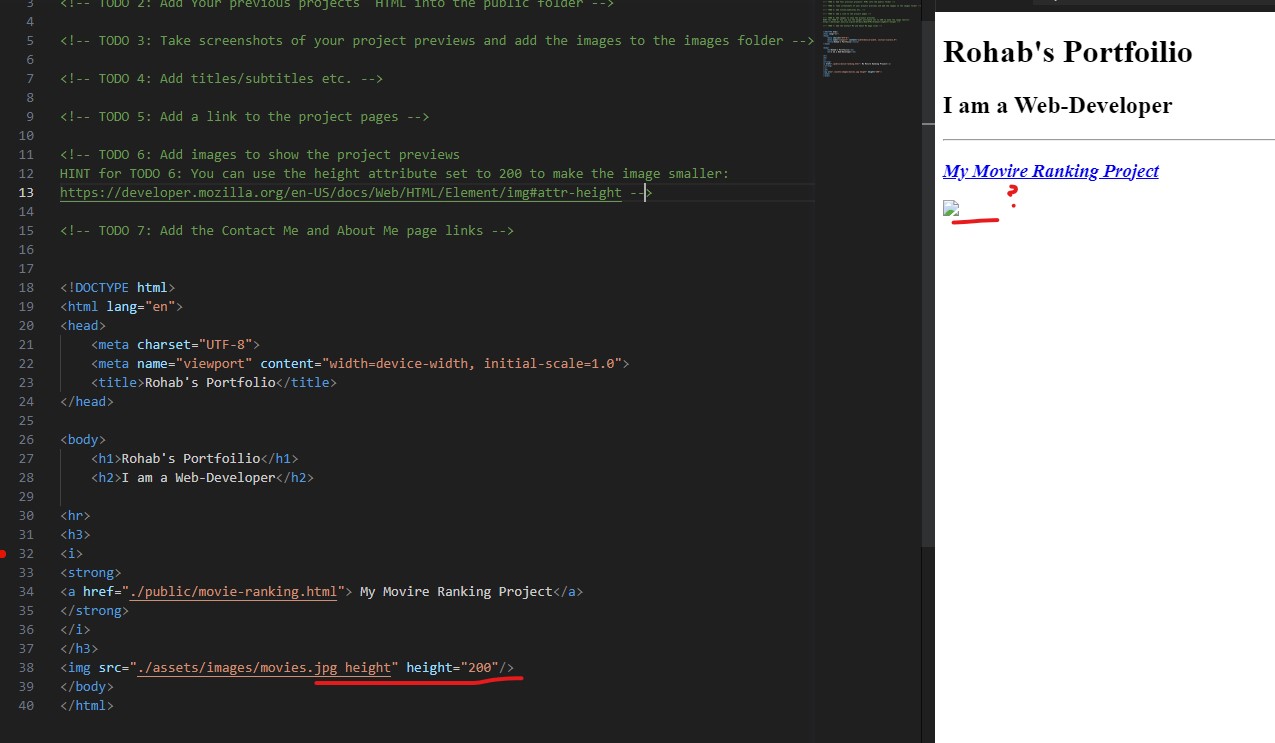 3 <!-- TODO 2: Add Your previous projects' HTML into the public folder -->
4
5 <!-- TODO 3: Take screenshots of your project previews and add the images to the images folder -->
6
7 <!-- TODO 4: Add titles/subtitles etc. -->
8
9 <!-- TODO 5: Add a link to the project pages -->
10
11 <!-- TODO 6: Add images to show the project previews
12 HINT for TODO 6: You can use the height attribute set to 200 to make the image smaller:
13 https://developer.mozilla.org/en-US/docs/Web/HTML/Element/img#attr-height -->
14
15 <!-- TODO 7: Add the Contact Me and About Me page links -->
16
17
18 <!DOCTYPE html>
19 <html lang="en">
20 <head>
21 <meta charset="UTF-8">
22 <meta name="viewport" content="width=device-width, initial-scale=1.0">
23 <title>Rohab's Portfolio</title>
24 </head>
25
26 <body>
27 <h1>Rohab's Portfoilio</h1>
28 <h2>I am a Web-Developer</h2>
29
30 <hr>
31 <h3>
32 <i>
33 <strong>
34 <a href="./public/movie-ranking.html"> My Movire Ranking Project</a>
35 </strong>
36 </i>
37 </h3>
38 <img src="./assets/images/movies.jpg height" height="200"/>
39 </body>
40 </html>
Rohab's Portfoilio
I am a Web-Developer
My Movire Ranking Project
?